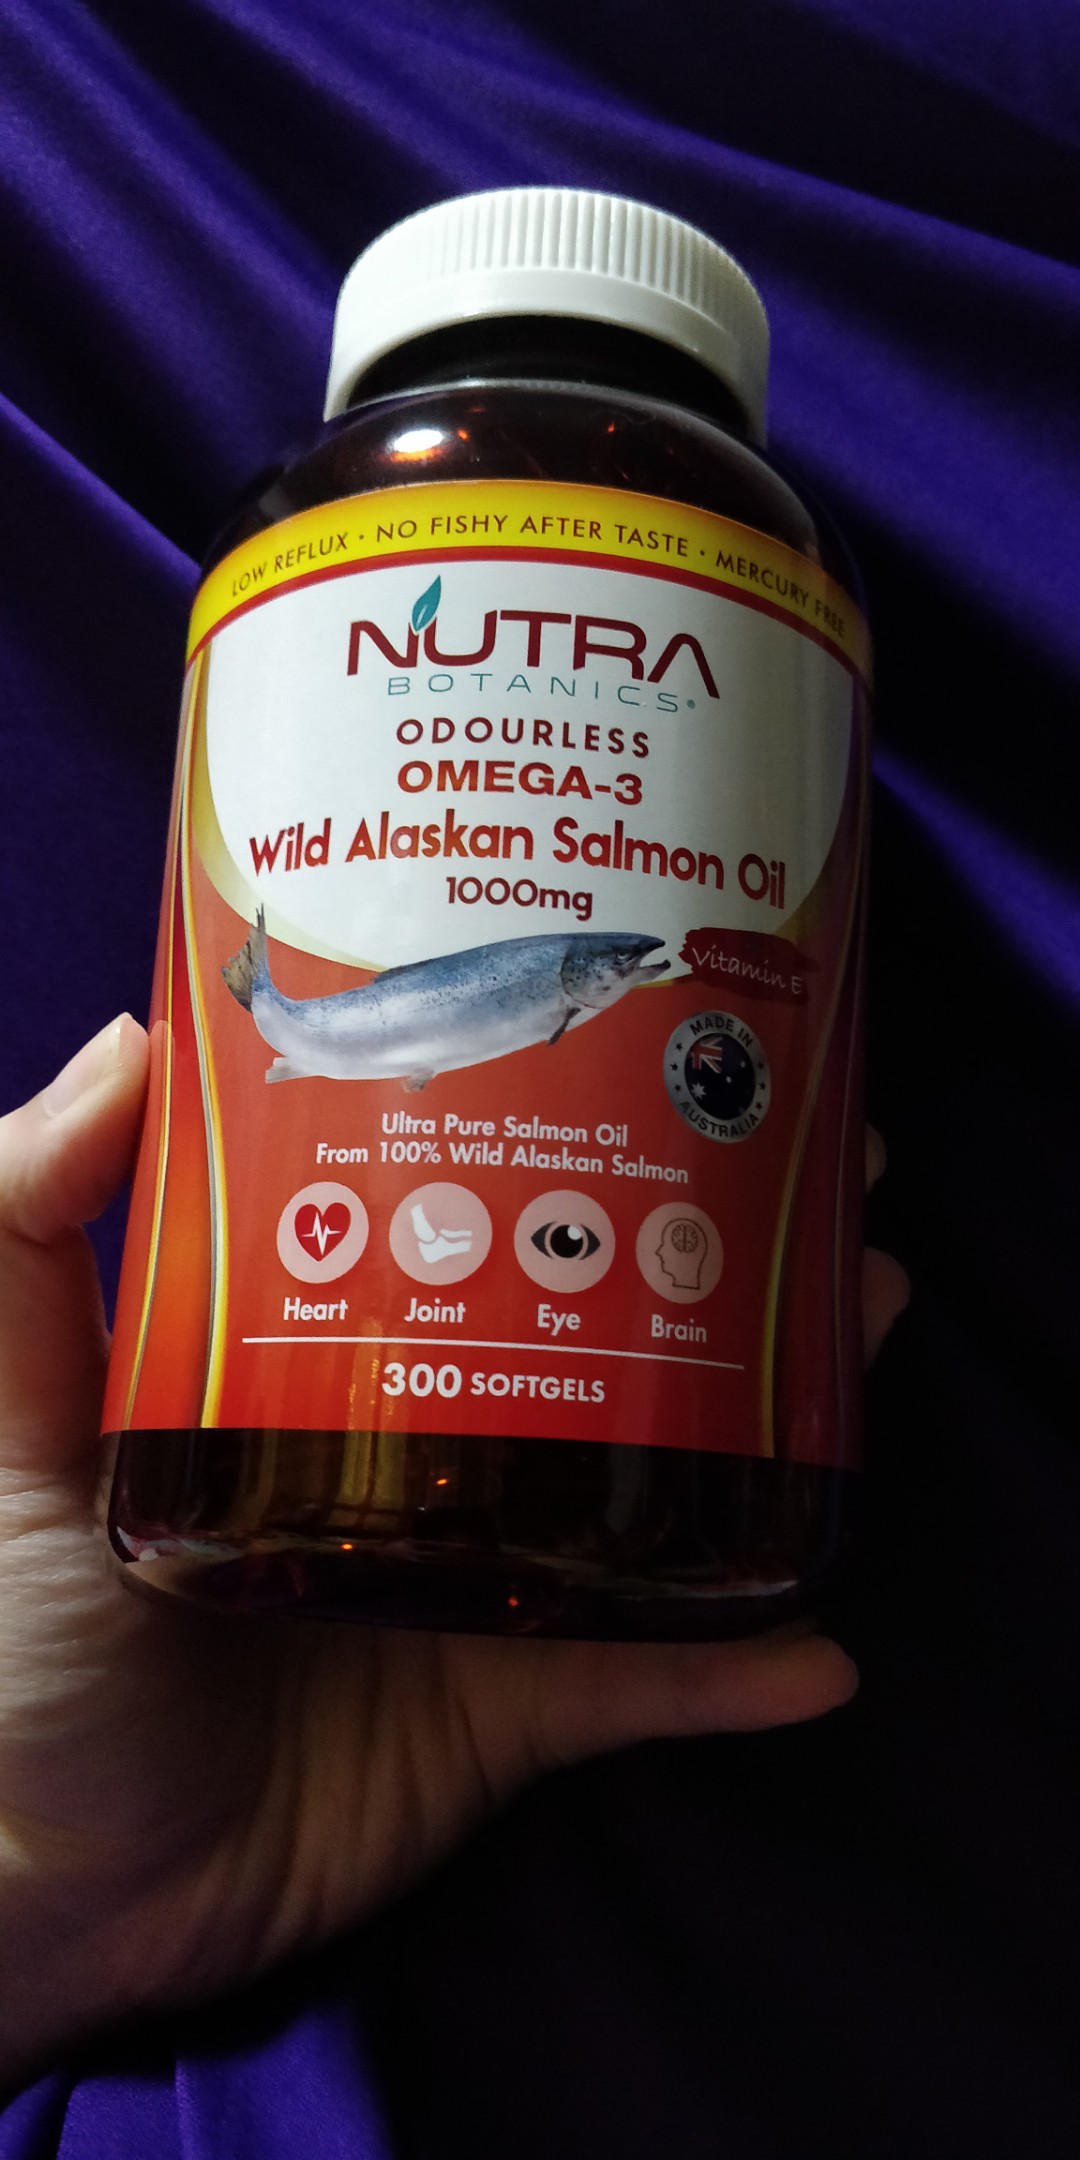 LOW REFLUX • NO FISHY AFTER TASTE • MERCURY FREE
NUTRA
BOTANICS®
ODOURLESS
OMEGA-3
Wild Alaskan Salmon Oil
1000mg
Vitamin E
MADE IN
AUSTRALIA
Ultra Pure Salmon Oil
From 100% Wild Alaskan Salmon
Heart Joint Eye Brain
300 SOFTGELS